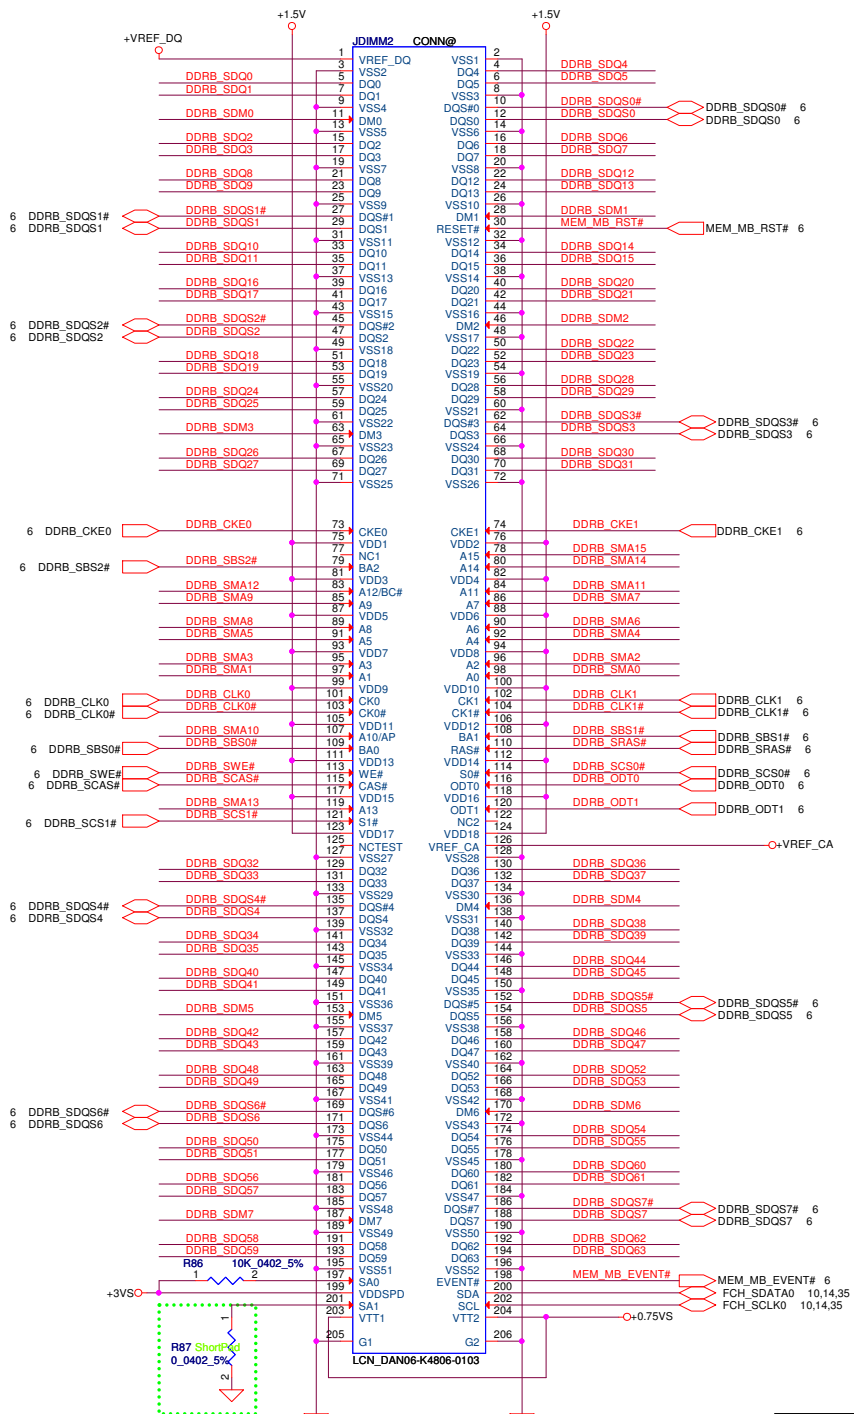 +1.5V +1.5V
+VREF_DQ
JDIMM2 CONN@
1 VREF_DQ VSS1 2
3 VSS2 DQ4 4 DDRB_SDQ4
DDRB_SDQ0 5 DQ0 DQ5 6 DDRB_SDQ5
DDRB_SDQ1 7 DQ1 VSS3 8
9 VSS4 DQS#0 10 DDRB_SDQS0# DDRB_SDQS0# 6
DDRB_SDM0 11 DM0 DQS0 12 DDRB_SDQS0 DDRB_SDQS0 6
13 VSS5 VSS6 14
DDRB_SDQ2 15 DQ2 DQ6 16 DDRB_SDQ6
DDRB_SDQ3 17 DQ3 DQ7 18 DDRB_SDQ7
19 VSS7 VSS8 20
DDRB_SDQ8 21 DQ8 DQ12 22 DDRB_SDQ12
DDRB_SDQ9 23 DQ9 DQ13 24 DDRB_SDQ13
25 VSS9 VSS10 26
6 DDRB_SDQS1# DDRB_SDQS1# 27 DQS#1 DM1 28 DDRB_SDM1
6 DDRB_SDQS1 DDRB_SDQS1 29 DQS1 RESET# 30 MEM_MB_RST# MEM_MB_RST# 6
31 VSS11 VSS12 32
DDRB_SDQ10 33 DQ10 DQ14 34 DDRB_SDQ14
DDRB_SDQ11 35 DQ11 DQ15 36 DDRB_SDQ15
37 VSS13 VSS14 38
DDRB_SDQ16 39 DQ16 DQ20 40 DDRB_SDQ20
DDRB_SDQ17 41 DQ17 DQ21 42 DDRB_SDQ21
43 VSS15 VSS16 44
6 DDRB_SDQS2# DDRB_SDQS2# 45 DQS#2 DM2 46 DDRB_SDM2
6 DDRB_SDQS2 DDRB_SDQS2 47 DQS2 VSS17 48
49 VSS18 DQ22 50 DDRB_SDQ22
DDRB_SDQ18 51 DQ18 DQ23 52 DDRB_SDQ23
DDRB_SDQ19 53 DQ19 VSS19 54
55 VSS20 DQ28 56 DDRB_SDQ28
DDRB_SDQ24 57 DQ24 DQ29 58 DDRB_SDQ29
DDRB_SDQ25 59 DQ25 VSS21 60
61 VSS22 DQS#3 62 DDRB_SDQS3# DDRB_SDQS3# 6
DDRB_SDM3 63 DM3 DQS3 64 DDRB_SDQS3 DDRB_SDQS3 6
65 VSS23 VSS24 66
DDRB_SDQ26 67 DQ26 DQ30 68 DDRB_SDQ30
DDRB_SDQ27 69 DQ27 DQ31 70 DDRB_SDQ31
71 VSS25 VSS26 72
6 DDRB_CKE0 DDRB_CKE0 73 CKE0 CKE1 74 DDRB_CKE1 DDRB_CKE1 6
75 VDD1 VDD2 76
77 NC1 A15 78 DDRB_SMA15
6 DDRB_SBS2# DDRB_SBS2# 79 BA2 A14 80 DDRB_SMA14
81 VDD3 VDD4 82
DDRB_SMA12 83 A12/BC# A11 84 DDRB_SMA11
DDRB_SMA9 85 A9 A7 86 DDRB_SMA7
87 VDD5 VDD6 88
DDRB_SMA8 89 A8 A6 90 DDRB_SMA6
DDRB_SMA5 91 A5 A4 92 DDRB_SMA4
93 VDD7 VDD8 94
DDRB_SMA3 95 A3 A2 96 DDRB_SMA2
DDRB_SMA1 97 A1 A0 98 DDRB_SMA0
99 VDD9 VDD10 100
6 DDRB_CLK0 DDRB_CLK0 101 CK0 CK1 102 DDRB_CLK1 DDRB_CLK1 6
6 DDRB_CLK0# DDRB_CLK0# 103 CK0# CK1# 104 DDRB_CLK1# DDRB_CLK1# 6
105 VDD11 VDD12 106
DDRB_SMA10 107 A10/AP BA1 108 DDRB_SBS1# DDRB_SBS1# 6
6 DDRB_SBS0# DDRB_SBS0# 109 BA0 RAS# 110 DDRB_SRAS# DDRB_SRAS# 6
111 VDD13 VDD14 112
6 DDRB_SWE# DDRB_SWE# 113 WE# S0# 114 DDRB_SCS0# DDRB_SCS0# 6
6 DDRB_SCAS# DDRB_SCAS# 115 CAS# ODT0 116 DDRB_ODT0 DDRB_ODT0 6
117 VDD15 VDD16 118
DDRB_SMA13 119 A13 ODT1 120 DDRB_ODT1 DDRB_ODT1 6
6 DDRB_SCS1# DDRB_SCS1# 121 S1# NC2 122
123 VDD17 VDD18 124
125 NCTEST VREF_CA 126 +VREF_CA
127 VSS27 VSS28 128
DDRB_SDQ32 129 DQ32 DQ36 130 DDRB_SDQ36
DDRB_SDQ33 131 DQ33 DQ37 132 DDRB_SDQ37
133 VSS29 VSS30 134
6 DDRB_SDQS4# DDRB_SDQS4# 135 DQS#4 DM4 136 DDRB_SDM4
6 DDRB_SDQS4 DDRB_SDQS4 137 DQS4 VSS31 138
139 VSS32 DQ38 140 DDRB_SDQ38
DDRB_SDQ34 141 DQ34 DQ39 142 DDRB_SDQ39
DDRB_SDQ35 143 DQ35 VSS33 144
145 VSS34 DQ44 146 DDRB_SDQ44
DDRB_SDQ40 147 DQ40 DQ45 148 DDRB_SDQ45
DDRB_SDQ41 149 DQ41 VSS35 150
151 VSS36 DQS#5 152 DDRB_SDQS5# DDRB_SDQS5# 6
DDRB_SDM5 153 DM5 DQS5 154 DDRB_SDQS5 DDRB_SDQS5 6
155 VSS37 VSS38 156
DDRB_SDQ42 157 DQ42 DQ46 158 DDRB_SDQ46
DDRB_SDQ43 159 DQ43 DQ47 160 DDRB_SDQ47
161 VSS39 VSS40 162
DDRB_SDQ48 163 DQ48 DQ52 164 DDRB_SDQ52
DDRB_SDQ49 165 DQ49 DQ53 166 DDRB_SDQ53
167 VSS41 VSS42 168
6 DDRB_SDQS6# DDRB_SDQS6# 169 DQS#6 DM6 170 DDRB_SDM6
6 DDRB_SDQS6 DDRB_SDQS6 171 DQS6 VSS43 172
173 VSS44 DQ54 174 DDRB_SDQ54
DDRB_SDQ50 175 DQ50 DQ55 176 DDRB_SDQ55
DDRB_SDQ51 177 DQ51 VSS45 178
179 VSS46 DQ60 180 DDRB_SDQ60
DDRB_SDQ56 181 DQ56 DQ61 182 DDRB_SDQ61
DDRB_SDQ57 183 DQ57 VSS47 184
185 VSS48 DQS#7 186 DDRB_SDQS7# DDRB_SDQS7# 6
DDRB_SDM7 187 DM7 DQS7 188 DDRB_SDQS7 DDRB_SDQS7 6
189 VSS49 VSS50 190
DDRB_SDQ58 191 DQ58 DQ62 192 DDRB_SDQ62
DDRB_SDQ59 193 DQ59 DQ63 194 DDRB_SDQ63
R86 10K_0402_5% 195 VSS51 VSS52 196
1 2 197 SA0 EVENT# 198 MEM_MB_EVENT# MEM_MB_EVENT# 6
+3VS 199 VDDSPD SDA 200 FCH_SDATA0 10,14,35
201 SA1 SCL 202 FCH_SCLK0 10,14,35
203 VTT1 VTT2 204 +0.75VS
1
205 G1 G2 206
R87 ShortPad
0_0402_5%
2
LCN_DAN06-K4806-0103